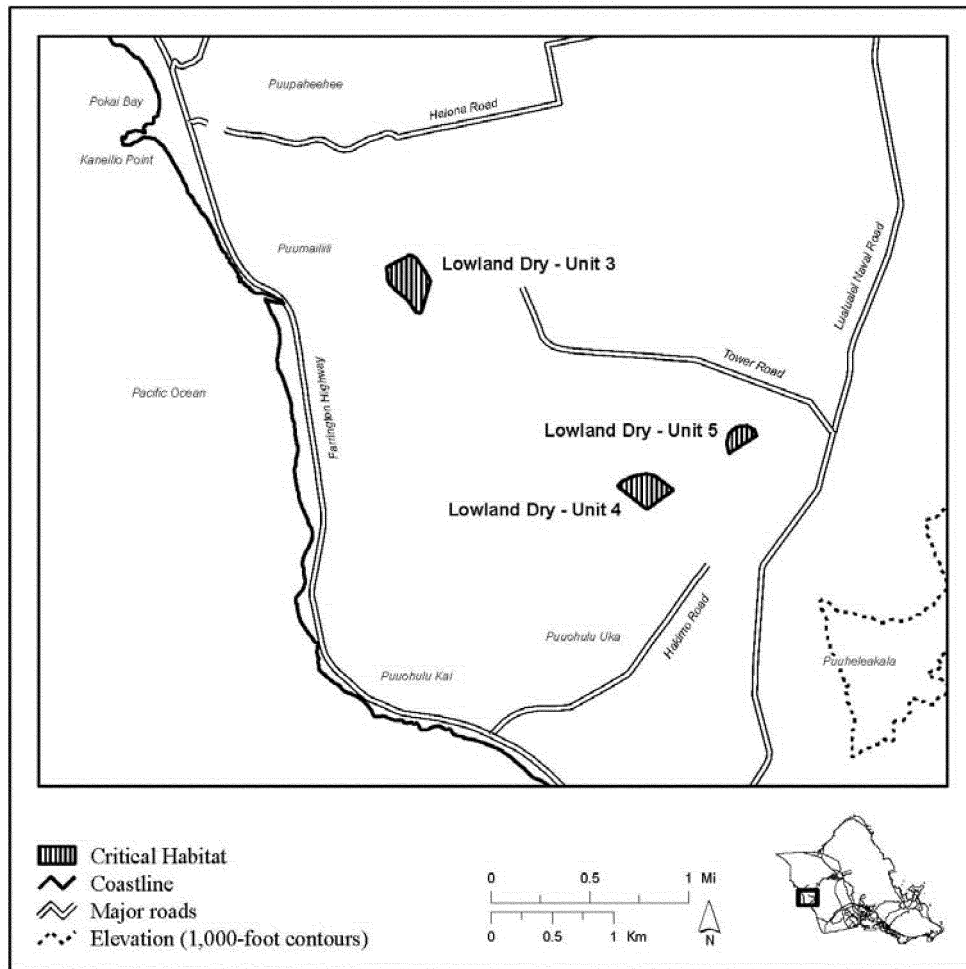 Puupaheehee
Pokai Bay
Haiona Road
Kaneilio Point
Puumailiili
Lowland Dry - Unit 3
Lualualei Naval Road
Tower Road
Pacific Ocean
Farrington Highway
Lowland Dry - Unit 5
Lowland Dry - Unit 4
Hakimo Road
Puuohulu Uka
Puuheleakala
Puuohulu Kai
Critical Habitat
Coastline
Major roads
Elevation (1,000-foot contours)
0 0.5 1 Mi
0 0.5 1 Km
N